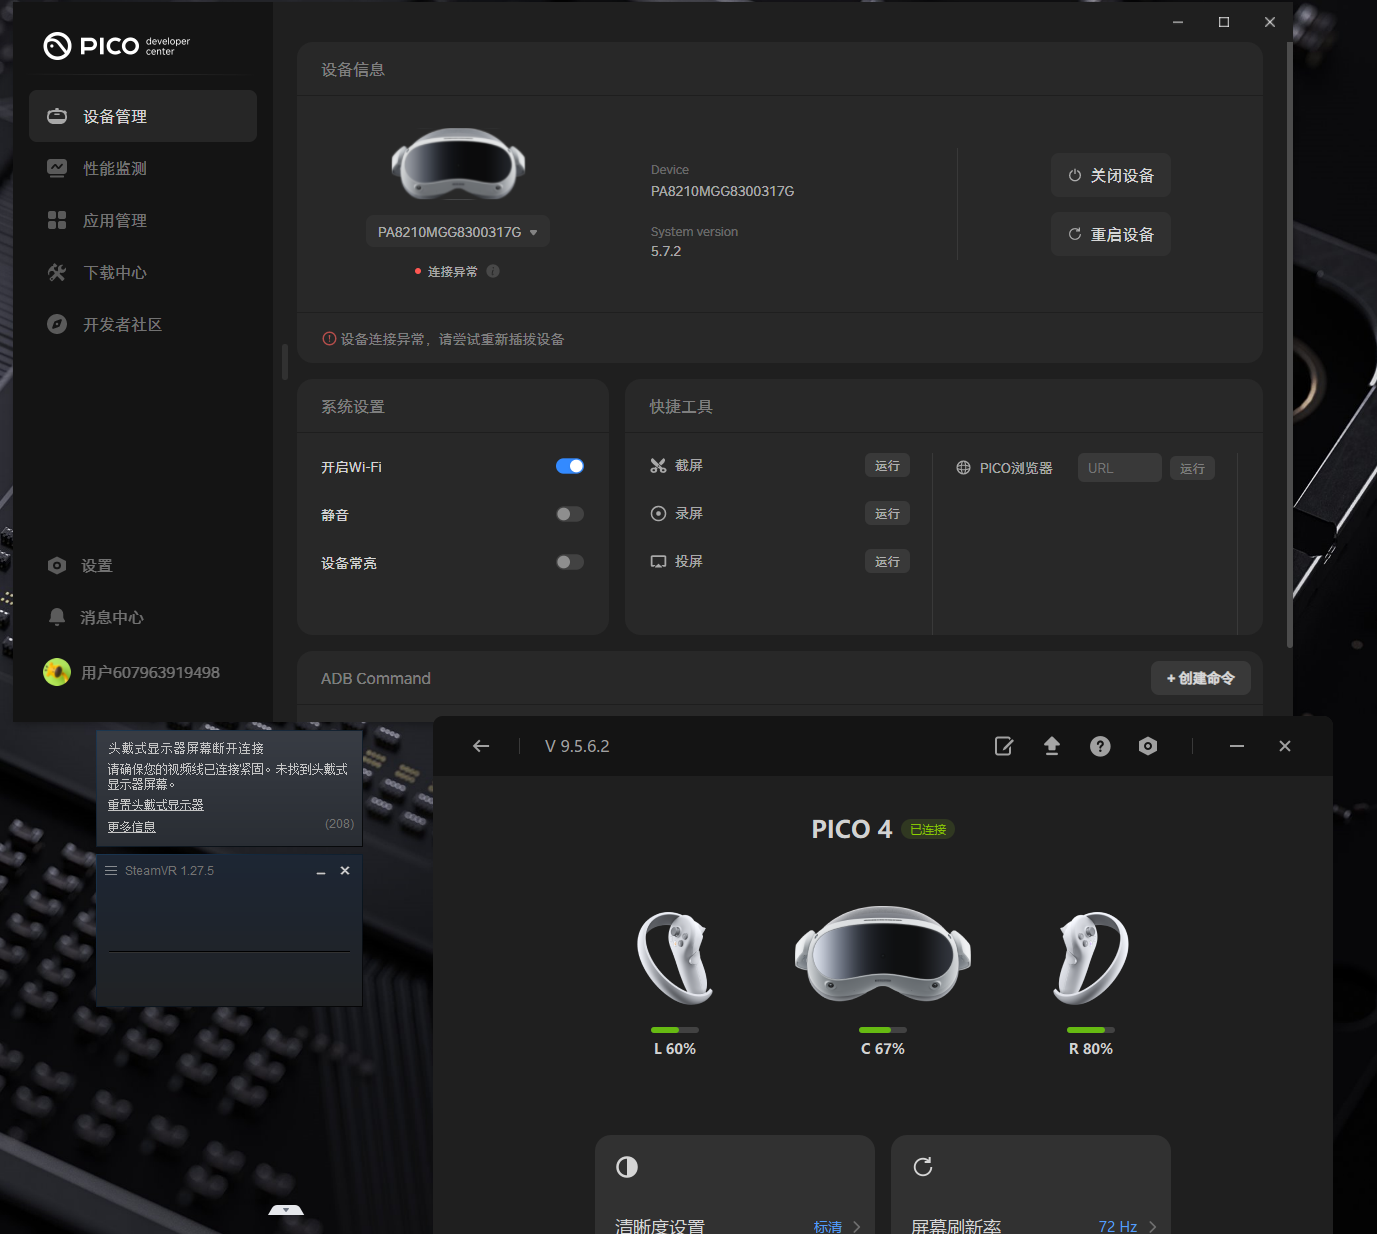 PICO developer center
设备管理
性能监测
应用管理
下载中心
开发者社区
设置
消息中心
用户607963919498
设备信息
PA8210MGG8300317G
连接异常
Device
PA8210MGG8300317G
System version
5.7.2
关闭设备
重启设备
设备连接异常，请尝试重新插拔设备
系统设置
开启Wi-Fi
静音
设备常亮
快捷工具
截屏 运行
录屏 运行
投屏 运行
PICO浏览器 URL 运行
ADB Command
+ 创建命令
头戴式显示器屏幕断开连接
请确保您的视频线已连接紧固。未找到头戴式
显示器屏幕。
重置头戴式显示器
更多信息 (208)
SteamVR 1.27.5
V 9.5.6.2
PICO 4 已连接
L 60%
C 67%
R 80%
清晰度设置 标清
屏幕刷新率 72 Hz